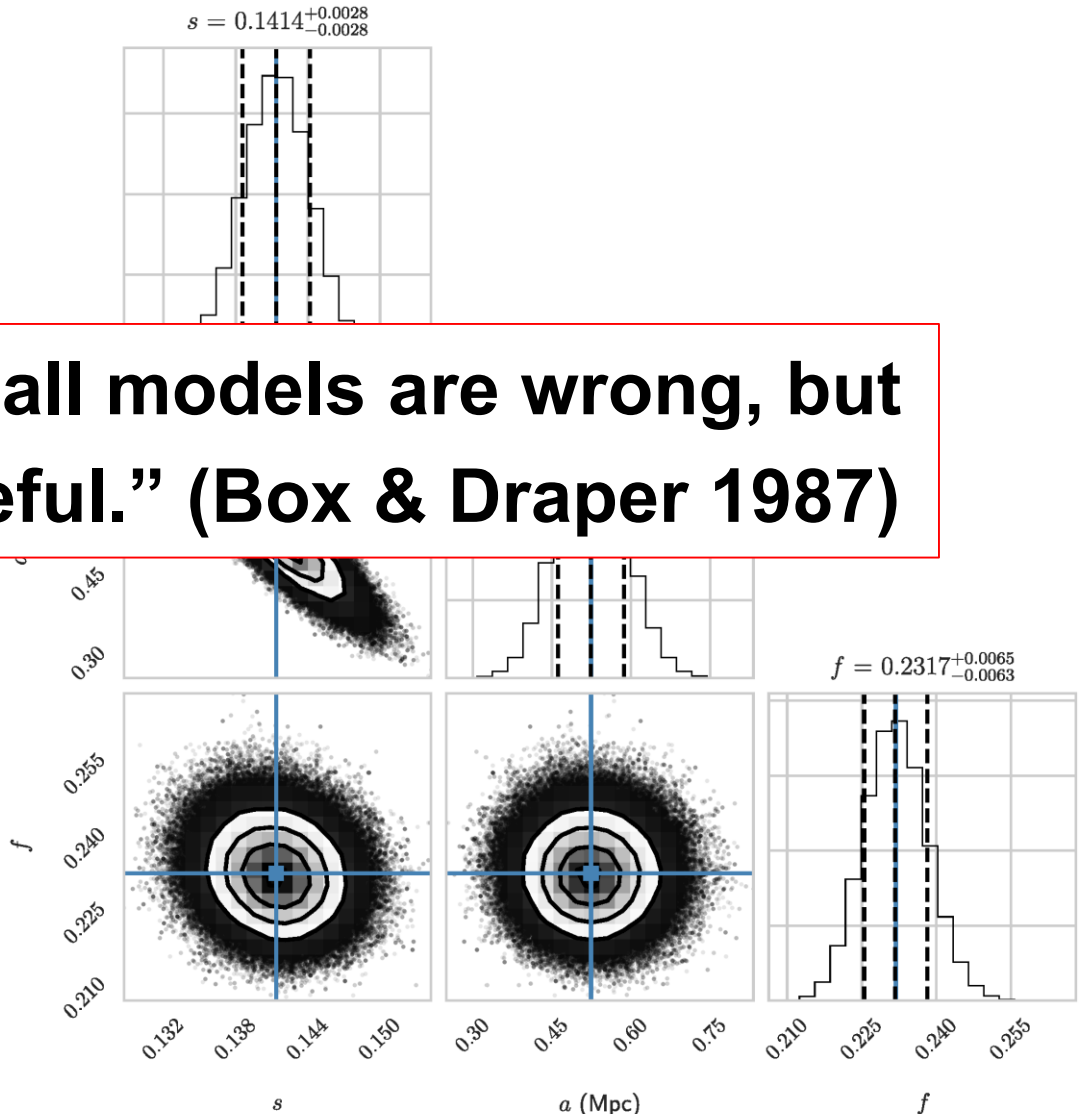 s = 0.1414^{+0.0028}_{-0.0028}
all models are wrong, but
eful.” (Box & Draper 1987)
0.45
0.30
f = 0.2317^{+0.0065}_{-0.0063}
0.255
0.240
0.225
0.210
f
0.132 0.138 0.144 0.150 0.30 0.45 0.60 0.75 0.210 0.225 0.240 0.255
s a (Mpc) f